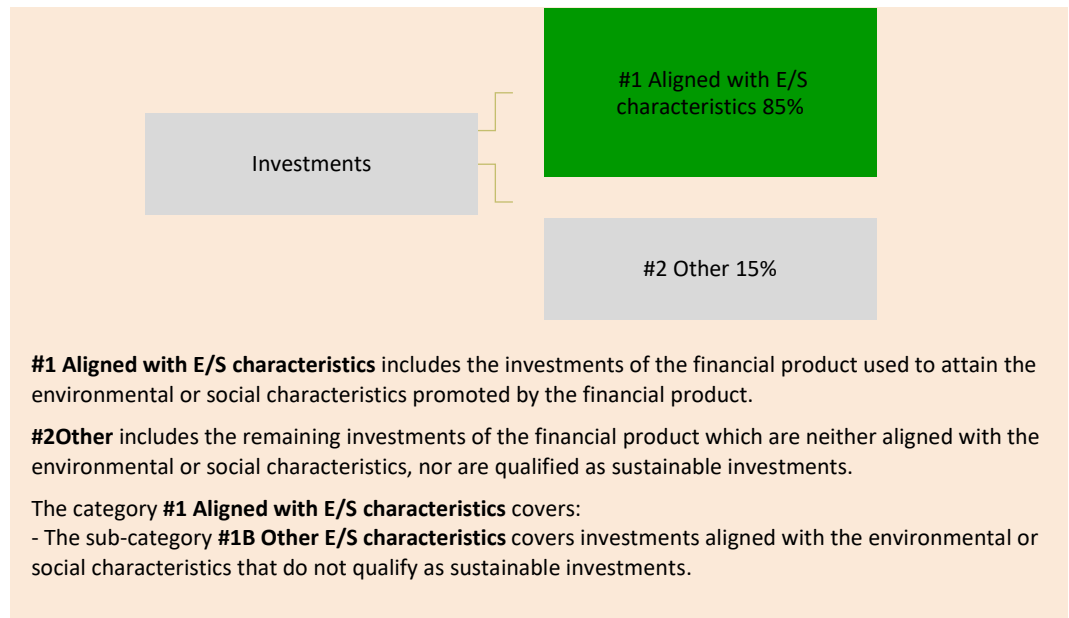 #1 Aligned with E/S
characteristics 85%
Investments
#2 Other 15%
#1 Aligned with E/S characteristics includes the investments of the financial product used to attain the
environmental or social characteristics promoted by the financial product.
#2Other includes the remaining investments of the financial product which are neither aligned with the
environmental or social characteristics, nor are qualified as sustainable investments.
The category #1 Aligned with E/S characteristics covers:
- The sub-category #1B Other E/S characteristics covers investments aligned with the environmental or
social characteristics that do not qualify as sustainable investments.